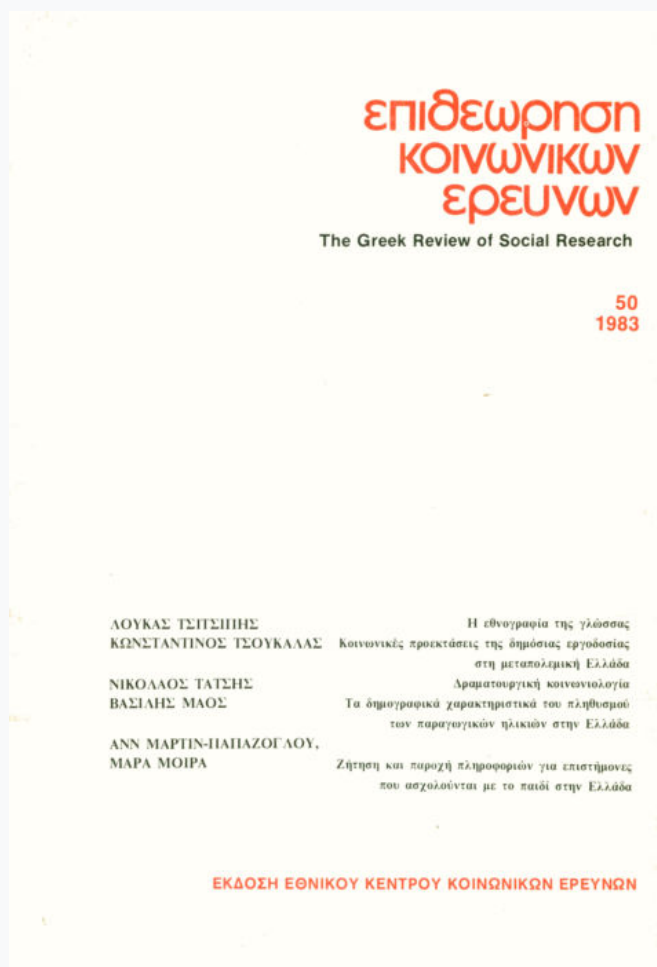 επιθεωρηση
κοινωνικων
ερευνων
The Greek Review of Social Research
50
1983
ΛΟΥΚΑΣ ΤΣΙΤΣΙΠΗΣ Η εθνογραφία της γλώσσας
ΚΩΝΣΤΑΝΤΙΝΟΣ ΤΣΟΥΚΑΛΑΣ Κοινωνικές προεκτάσεις της δημόσιας εργοδοσίας
στη μεταπολεμική Ελλάδα
ΝΙΚΟΛΑΟΣ ΤΑΤΣΗΣ Δραματουργική κοινωνιολογία
ΒΑΣΙΛΗΣ ΜΑΟΣ Τα δημογραφικά χαρακτηριστικά του πληθυσμού
των παραγωγικών ηλικιών στην Ελλάδα
ΑΝΝ ΜΑΡΤΙΝ-ΠΑΠΑΖΟΓΛΟΥ,
ΜΑΡΑ ΜΟΙΡΑ Ζήτηση και παροχή πληροφοριών για επιστήμονες
που ασχολούνται με το παιδί στην Ελλάδα
ΕΚΔΟΣΗ ΕΘΝΙΚΟΥ ΚΕΝΤΡΟΥ ΚΟΙΝΩΝΙΚΩΝ ΕΡΕΥΝΩΝ